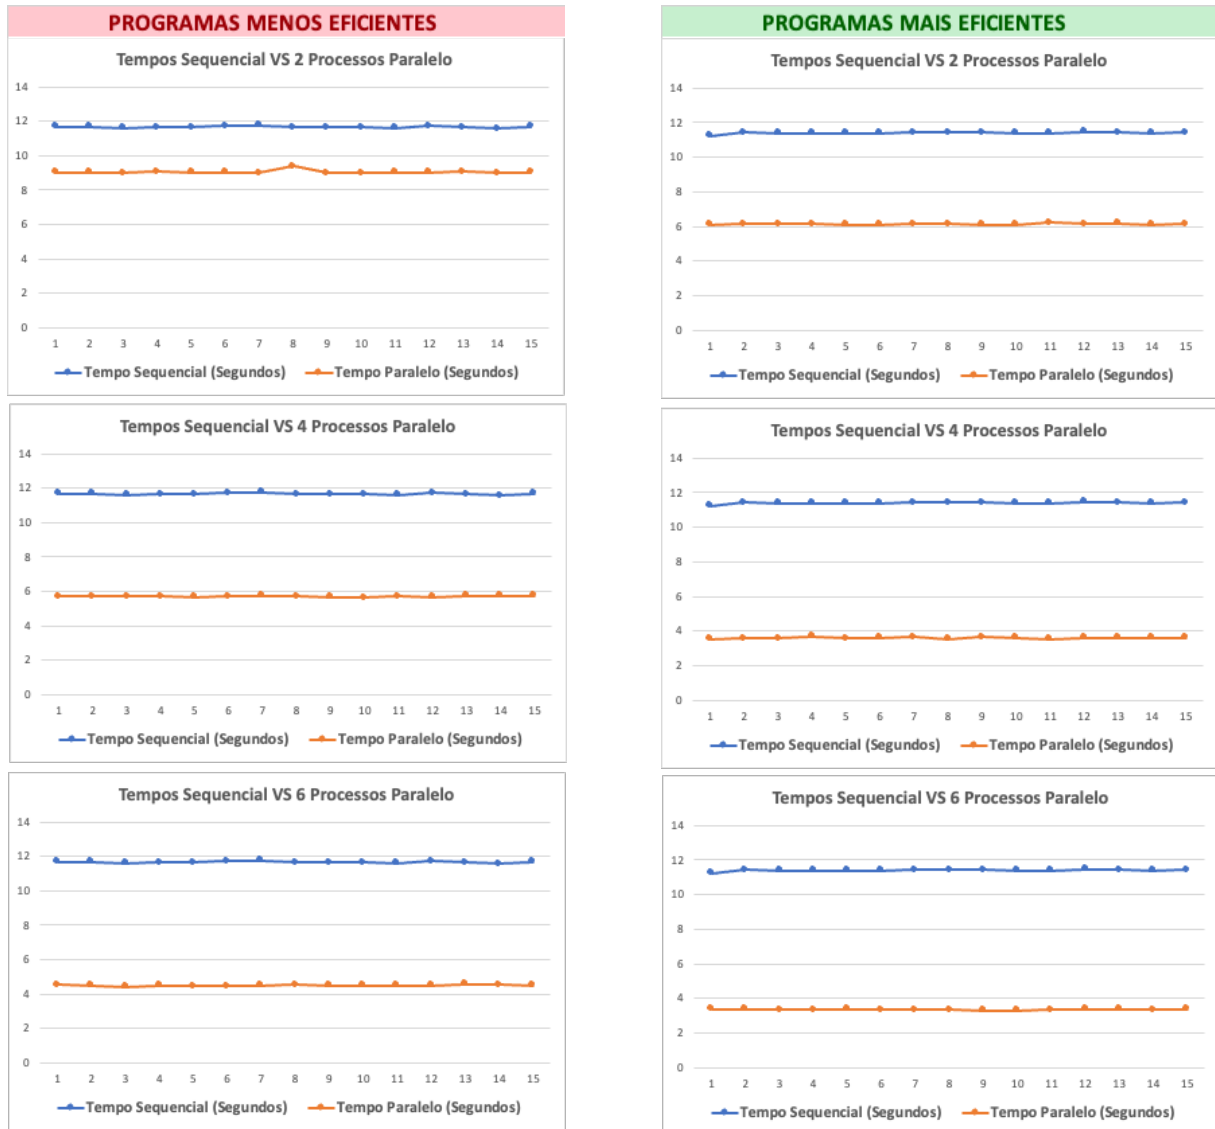 PROGRAMAS MENOS EFICIENTES
Tempos Sequencial VS 2 Processos Paralelo
14
12
10
8
6
4
2
0
1 2 3 4 5 6 7 8 9 10 11 12 13 14 15
Tempo Sequencial (Segundos) Tempo Paralelo (Segundos)
Tempos Sequencial VS 4 Processos Paralelo
14
12
10
8
6
4
2
0
1 2 3 4 5 6 7 8 9 10 11 12 13 14 15
Tempo Sequencial (Segundos) Tempo Paralelo (Segundos)
Tempos Sequencial VS 6 Processos Paralelo
14
12
10
8
6
4
2
0
1 2 3 4 5 6 7 8 9 10 11 12 13 14 15
Tempo Sequencial (Segundos) Tempo Paralelo (Segundos)
PROGRAMAS MAIS EFICIENTES
Tempos Sequencial VS 2 Processos Paralelo
14
12
10
8
6
4
2
0
1 2 3 4 5 6 7 8 9 10 11 12 13 14 15
Tempo Sequencial (Segundos) Tempo Paralelo (Segundos)
Tempos Sequencial VS 4 Processos Paralelo
14
12
10
8
6
4
2
0
1 2 3 4 5 6 7 8 9 10 11 12 13 14 15
Tempo Sequencial (Segundos) Tempo Paralelo (Segundos)
Tempos Sequencial VS 6 Processos Paralelo
14
12
10
8
6
4
2
0
1 2 3 4 5 6 7 8 9 10 11 12 13 14 15
Tempo Sequencial (Segundos) Tempo Paralelo (Segundos)